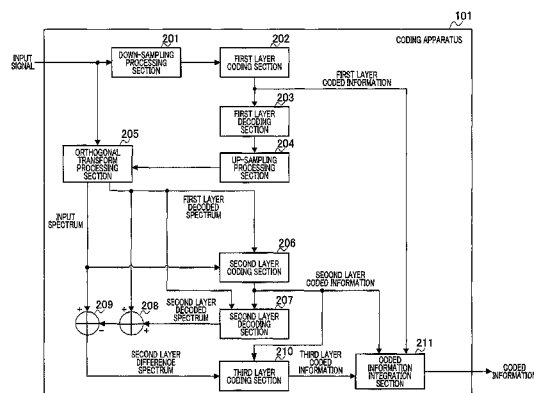 101
CODING APPARATUS
INPUT
SIGNAL
201
DOWN-SAMPLING
PROCESSING
SECTION
202
FIRST LAYER
CODING SECTION
FIRST LAYER
CODED INFORMATION
203
FIRST LAYER
DECODING
SECTION
204
UP-SAMPLING
PROCESSING
SECTION
205
ORTHOGONAL
TRANSFORM
PROCESSING
SECTION
FIRST LAYER
DECODED SPECTRUM
INPUT
SPECTRUM
206
SECOND LAYER
CODING SECTION
SECOND LAYER
CODED INFORMATION
207
SECOND LAYER
DECODING
SECTION
SECOND LAYER
DECODED
SPECTRUM
208
+
+
209
+
-
SECOND LAYER
DIFFERENCE
SPECTRUM
210
THIRD LAYER
CODING SECTION
THIRD LAYER
CODED
INFORMATION
211
CODED
INFORMATION
INTEGRATION
SECTION
CODED
INFORMATION